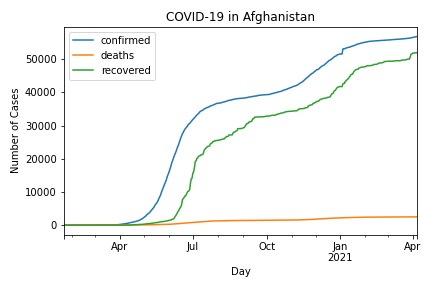 COVID-19 in Afghanistan
confirmed
deaths
recovered
Number of Cases
50000
40000
30000
20000
10000
0
Apr
Jul
Oct
Jan
2021
Apr
Day